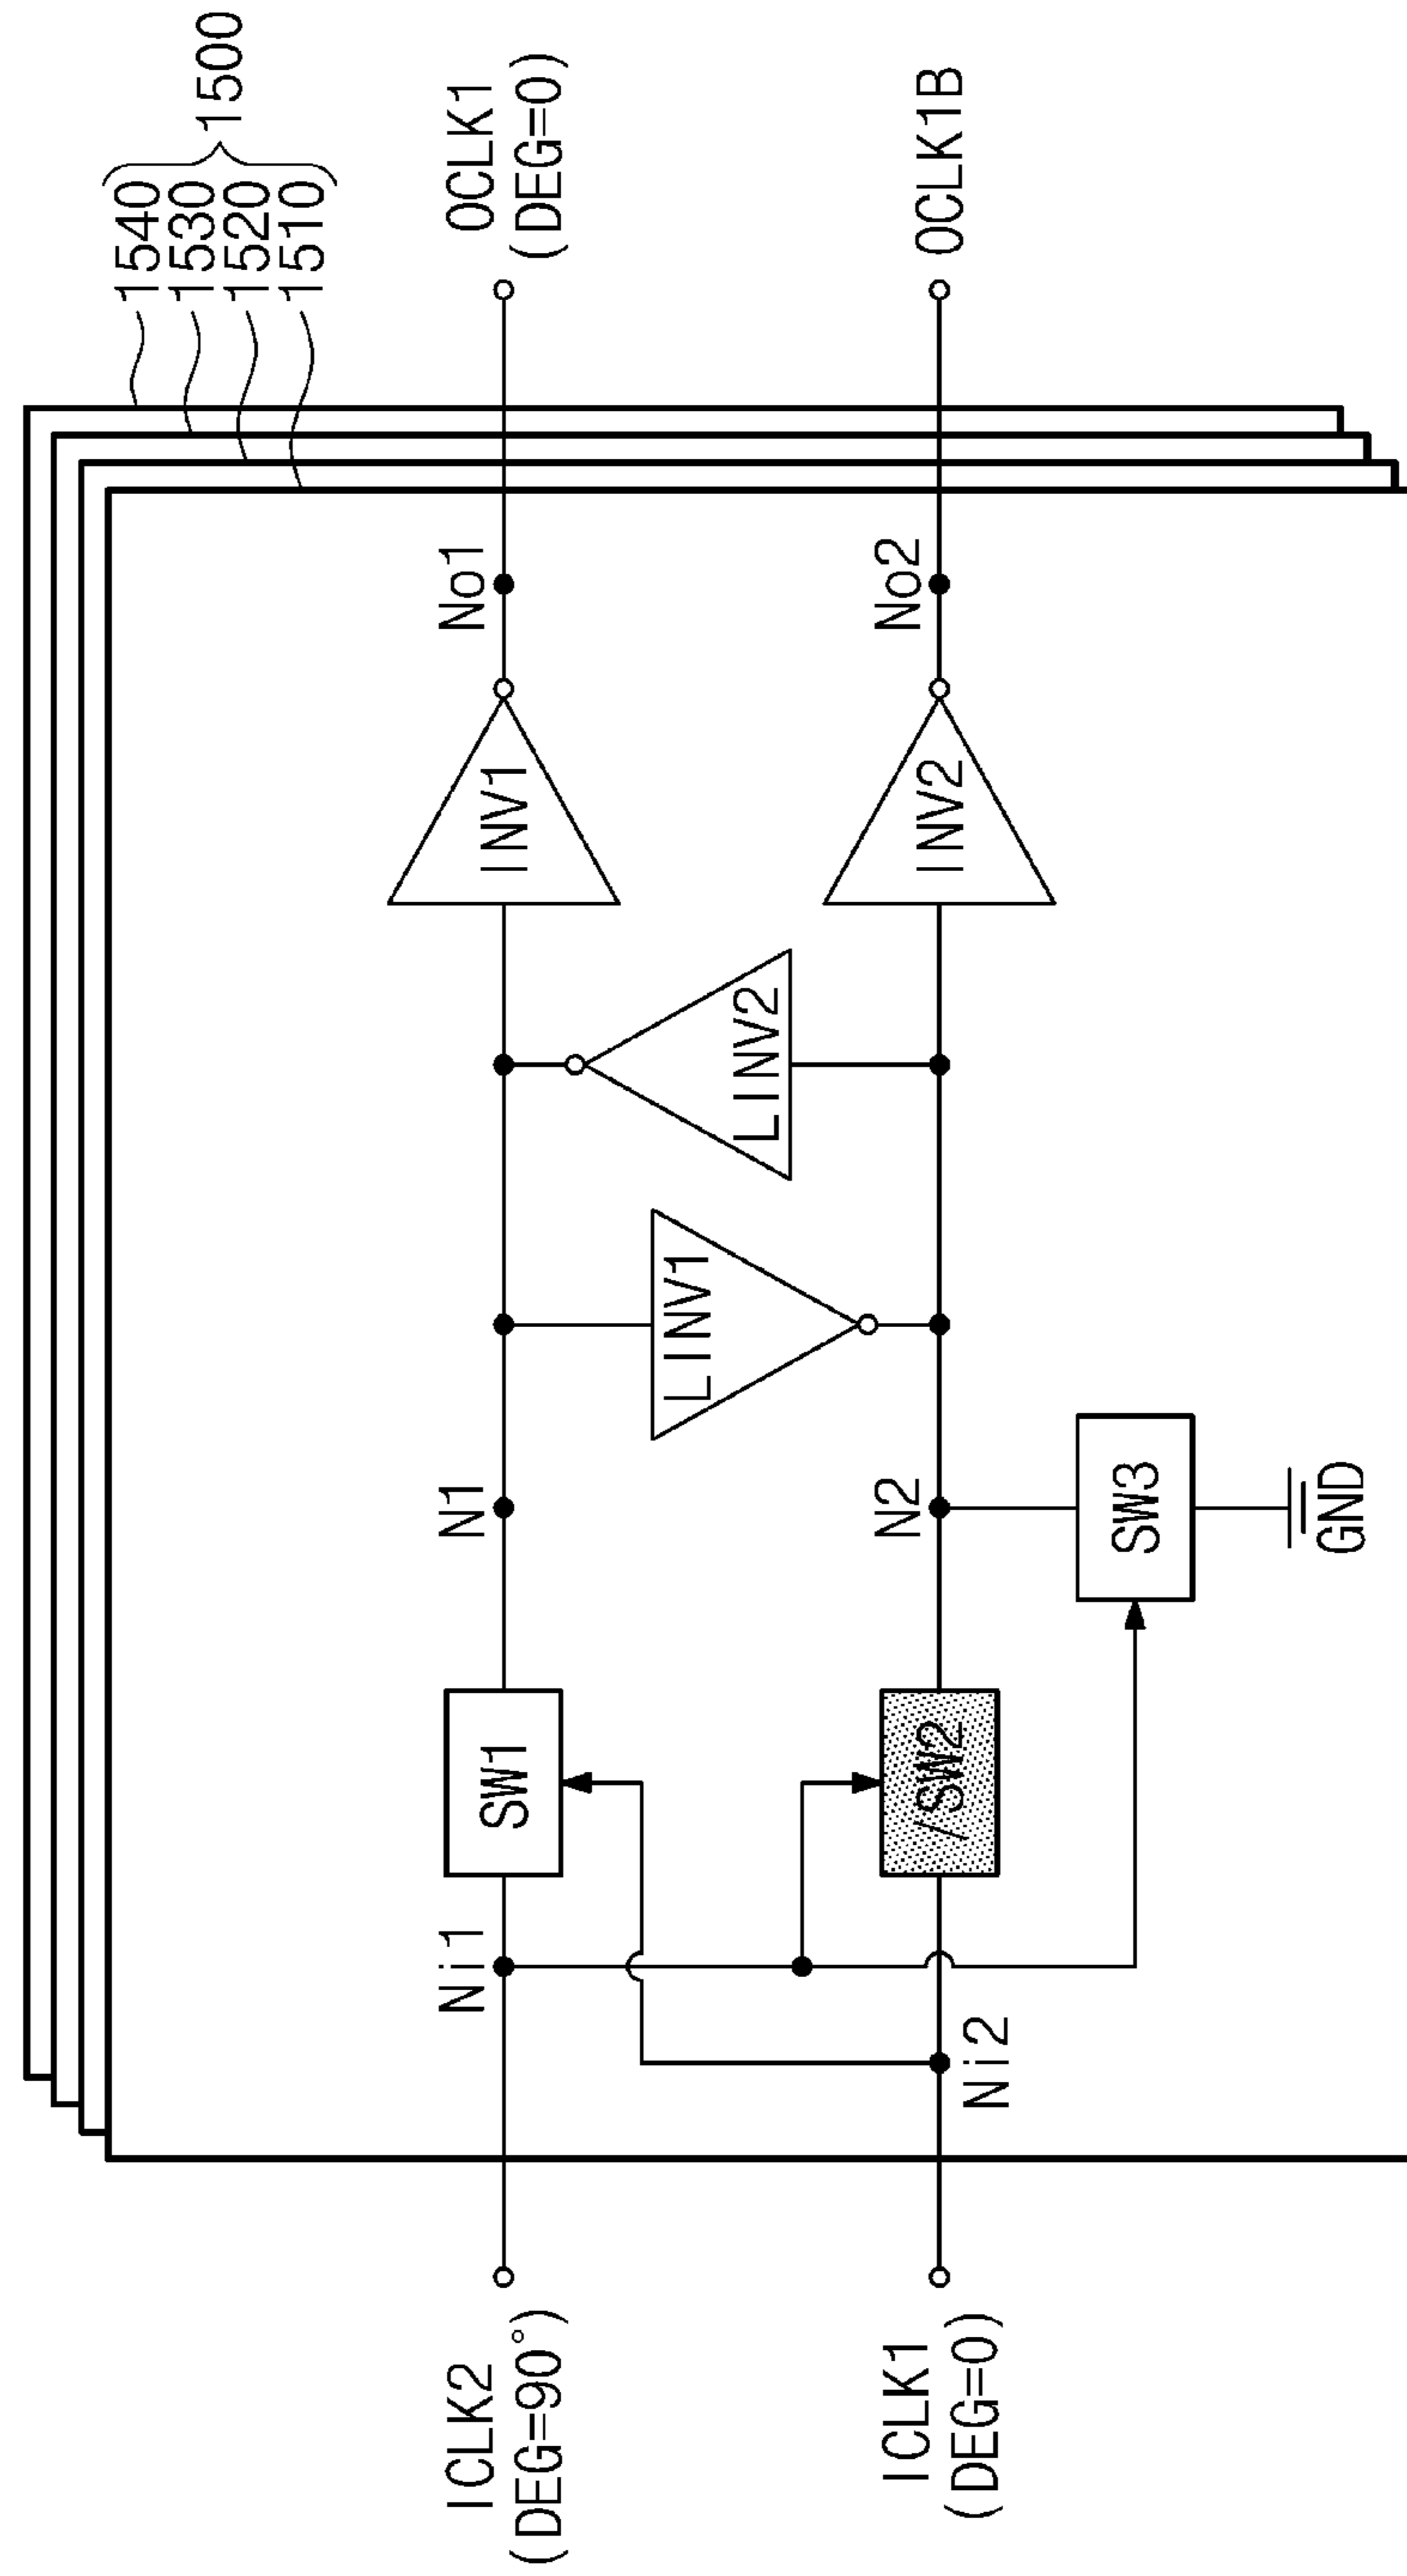 1540
1530
1520
1510
1500
ICLK2
(DEG=90°)
Ni1
SW1
N1
LINV1
LINV2
INV1
No1
OCLK1
(DEG=0)
ICLK1
(DEG=0)
Ni2
/SW2
N2
INV2
No2
OCLK1B
SW3
GND